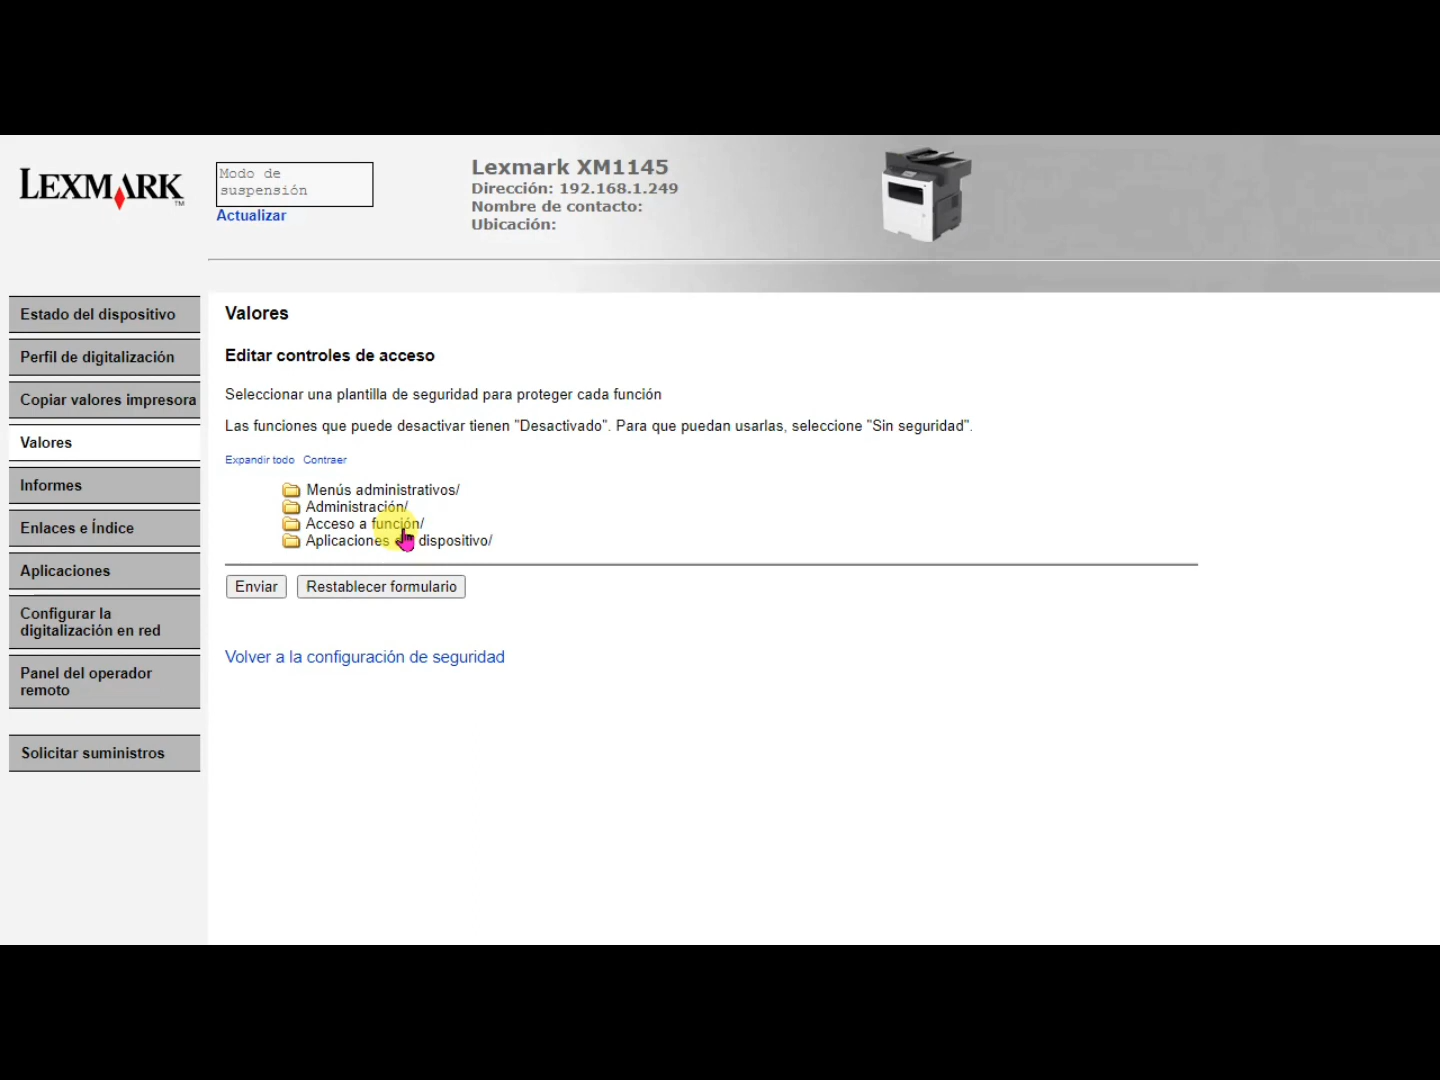 LEXMARK
TM
Modo de
suspensión
Actualizar
Lexmark XM1145
Dirección: 192.168.1.249
Nombre de contacto:
Ubicación:
Estado del dispositivo
Perfil de digitalización
Copiar valores impresora
Valores
Informes
Enlaces e Índice
Aplicaciones
Configurar la
digitalización en red
Panel del operador
remoto
Solicitar suministros
Valores
Editar controles de acceso
Seleccionar una plantilla de seguridad para proteger cada función
Las funciones que puede desactivar tienen "Desactivado". Para que puedan usarlas, seleccione "Sin seguridad".
Expandir todo Contraer
Menús administrativos/
Administración/
Acceso a función/
Aplicaciones dispositivo/
Enviar Restablecer formulario
Volver a la configuración de seguridad